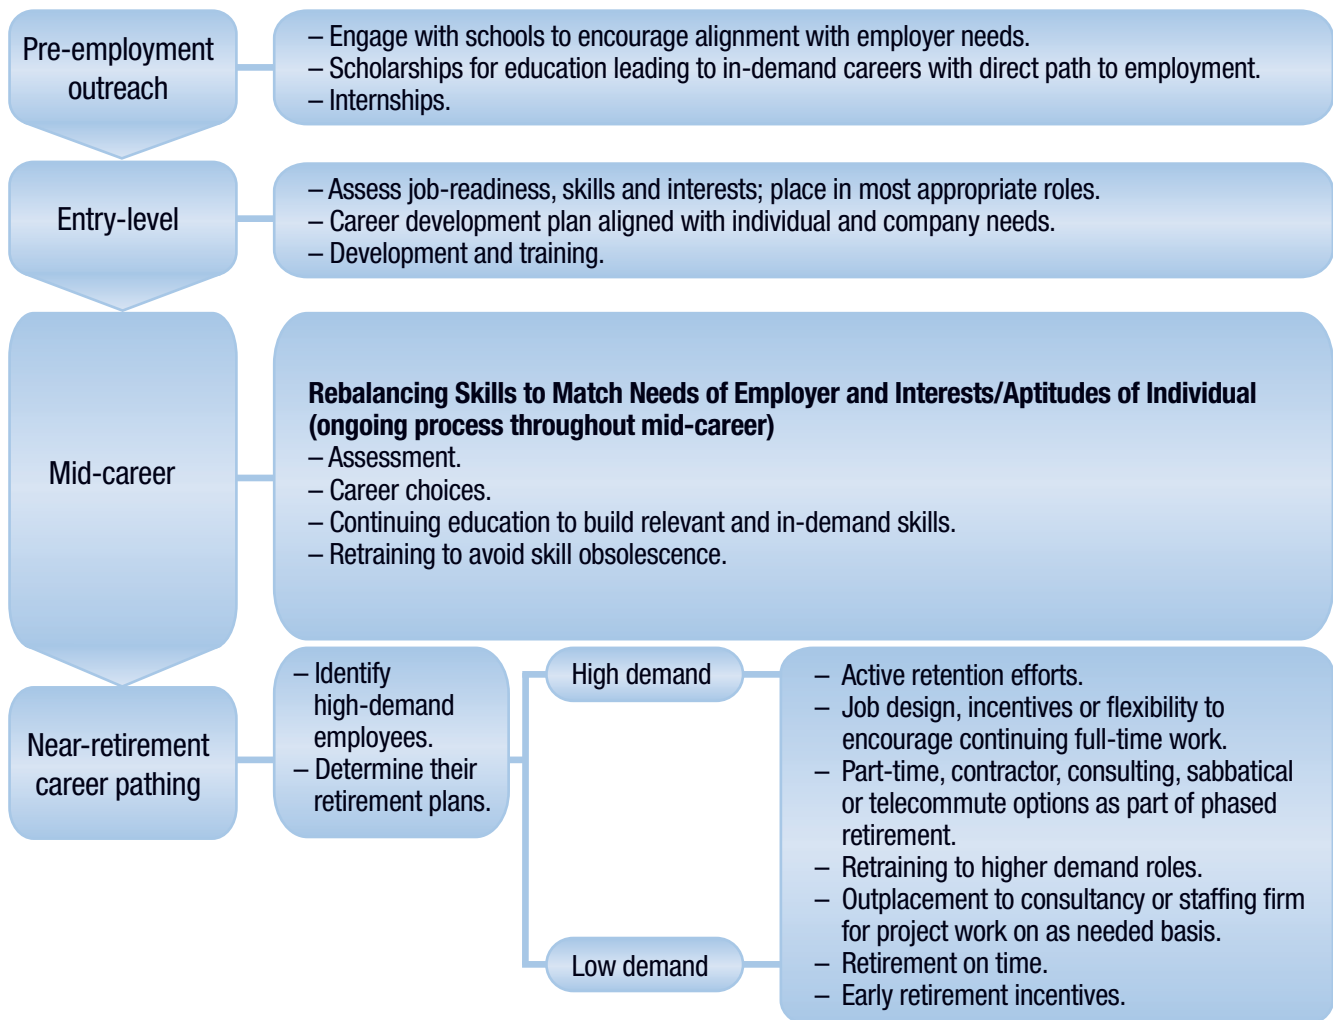 Pre-employment
outreach
– Engage with schools to encourage alignment with employer needs.
– Scholarships for education leading to in-demand careers with direct path to employment.
– Internships.
Entry-level
– Assess job-readiness, skills and interests; place in most appropriate roles.
– Career development plan aligned with individual and company needs.
– Development and training.
Mid-career
Rebalancing Skills to Match Needs of Employer and Interests/Aptitudes of Individual
(ongoing process throughout mid-career)
– Assessment.
– Career choices.
– Continuing education to build relevant and in-demand skills.
– Retraining to avoid skill obsolescence.
Near-retirement
career pathing
– Identify
high-demand
employees.
– Determine their
retirement plans.
High demand
Low demand
– Active retention efforts.
– Job design, incentives or flexibility to
encourage continuing full-time work.
– Part-time, contractor, consulting, sabbatical
or telecommute options as part of phased
retirement.
– Retraining to higher demand roles.
– Outplacement to consultancy or staffing firm
for project work on as needed basis.
– Retirement on time.
– Early retirement incentives.